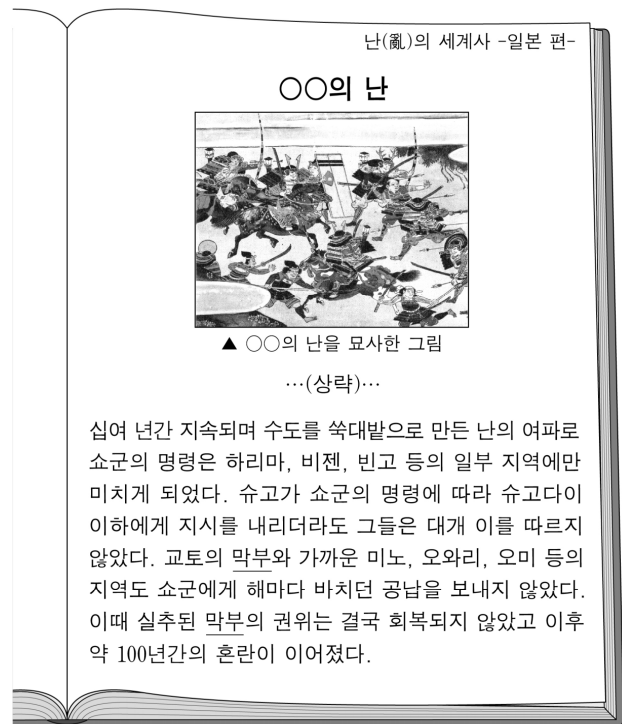 난(亂)의 세계사 -일본 편-
○○의 난
▲ ○○의 난을 묘사한 그림
…(상략)…
십여 년간 지속되며 수도를 쑥대밭으로 만든 난의 여파로
쇼군의 명령은 하리마, 비젠, 빈고 등의 일부 지역에만
미치게 되었다. 슈고가 쇼군의 명령에 따라 슈고다이
이하에게 지시를 내리더라도 그들은 대개 이를 따르지
않았다. 교토의 막부와 가까운 미노, 오와리, 오미 등의
지역도 쇼군에게 해마다 바치던 공납을 보내지 않았다.
이때 실추된 막부의 권위는 결국 회복되지 않았고 이후
약 100년간의 혼란이 이어졌다.